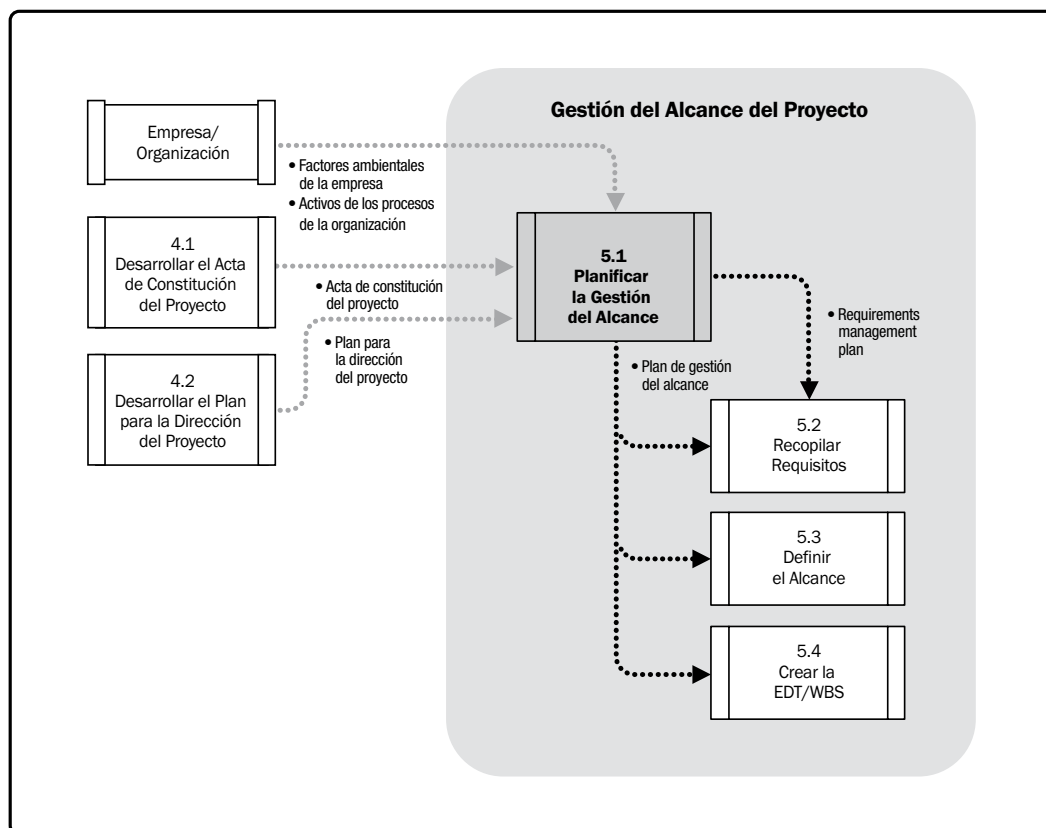 Gestión del Alcance del Proyecto
Empresa/
Organización
• Factores ambientales
de la empresa
• Activos de los procesos
de la organización
4.1
Desarrollar el Acta
de Constitución
del Proyecto
• Acta de constitución
del proyecto
4.2
Desarrollar el Plan
para la Dirección
del Proyecto
• Plan para
la dirección
del proyecto
5.1
Planificar
la Gestión
del Alcance
• Requirements
management
plan
• Plan de gestión
del alcance
5.2
Recopilar
Requisitos
5.3
Definir
el Alcance
5.4
Crear la
EDT/WBS